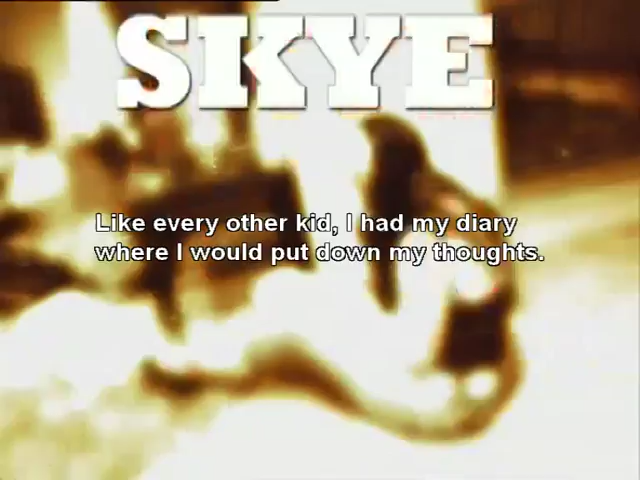 SKYE
Like every other kid, I had my diary
where I would put down my thoughts.